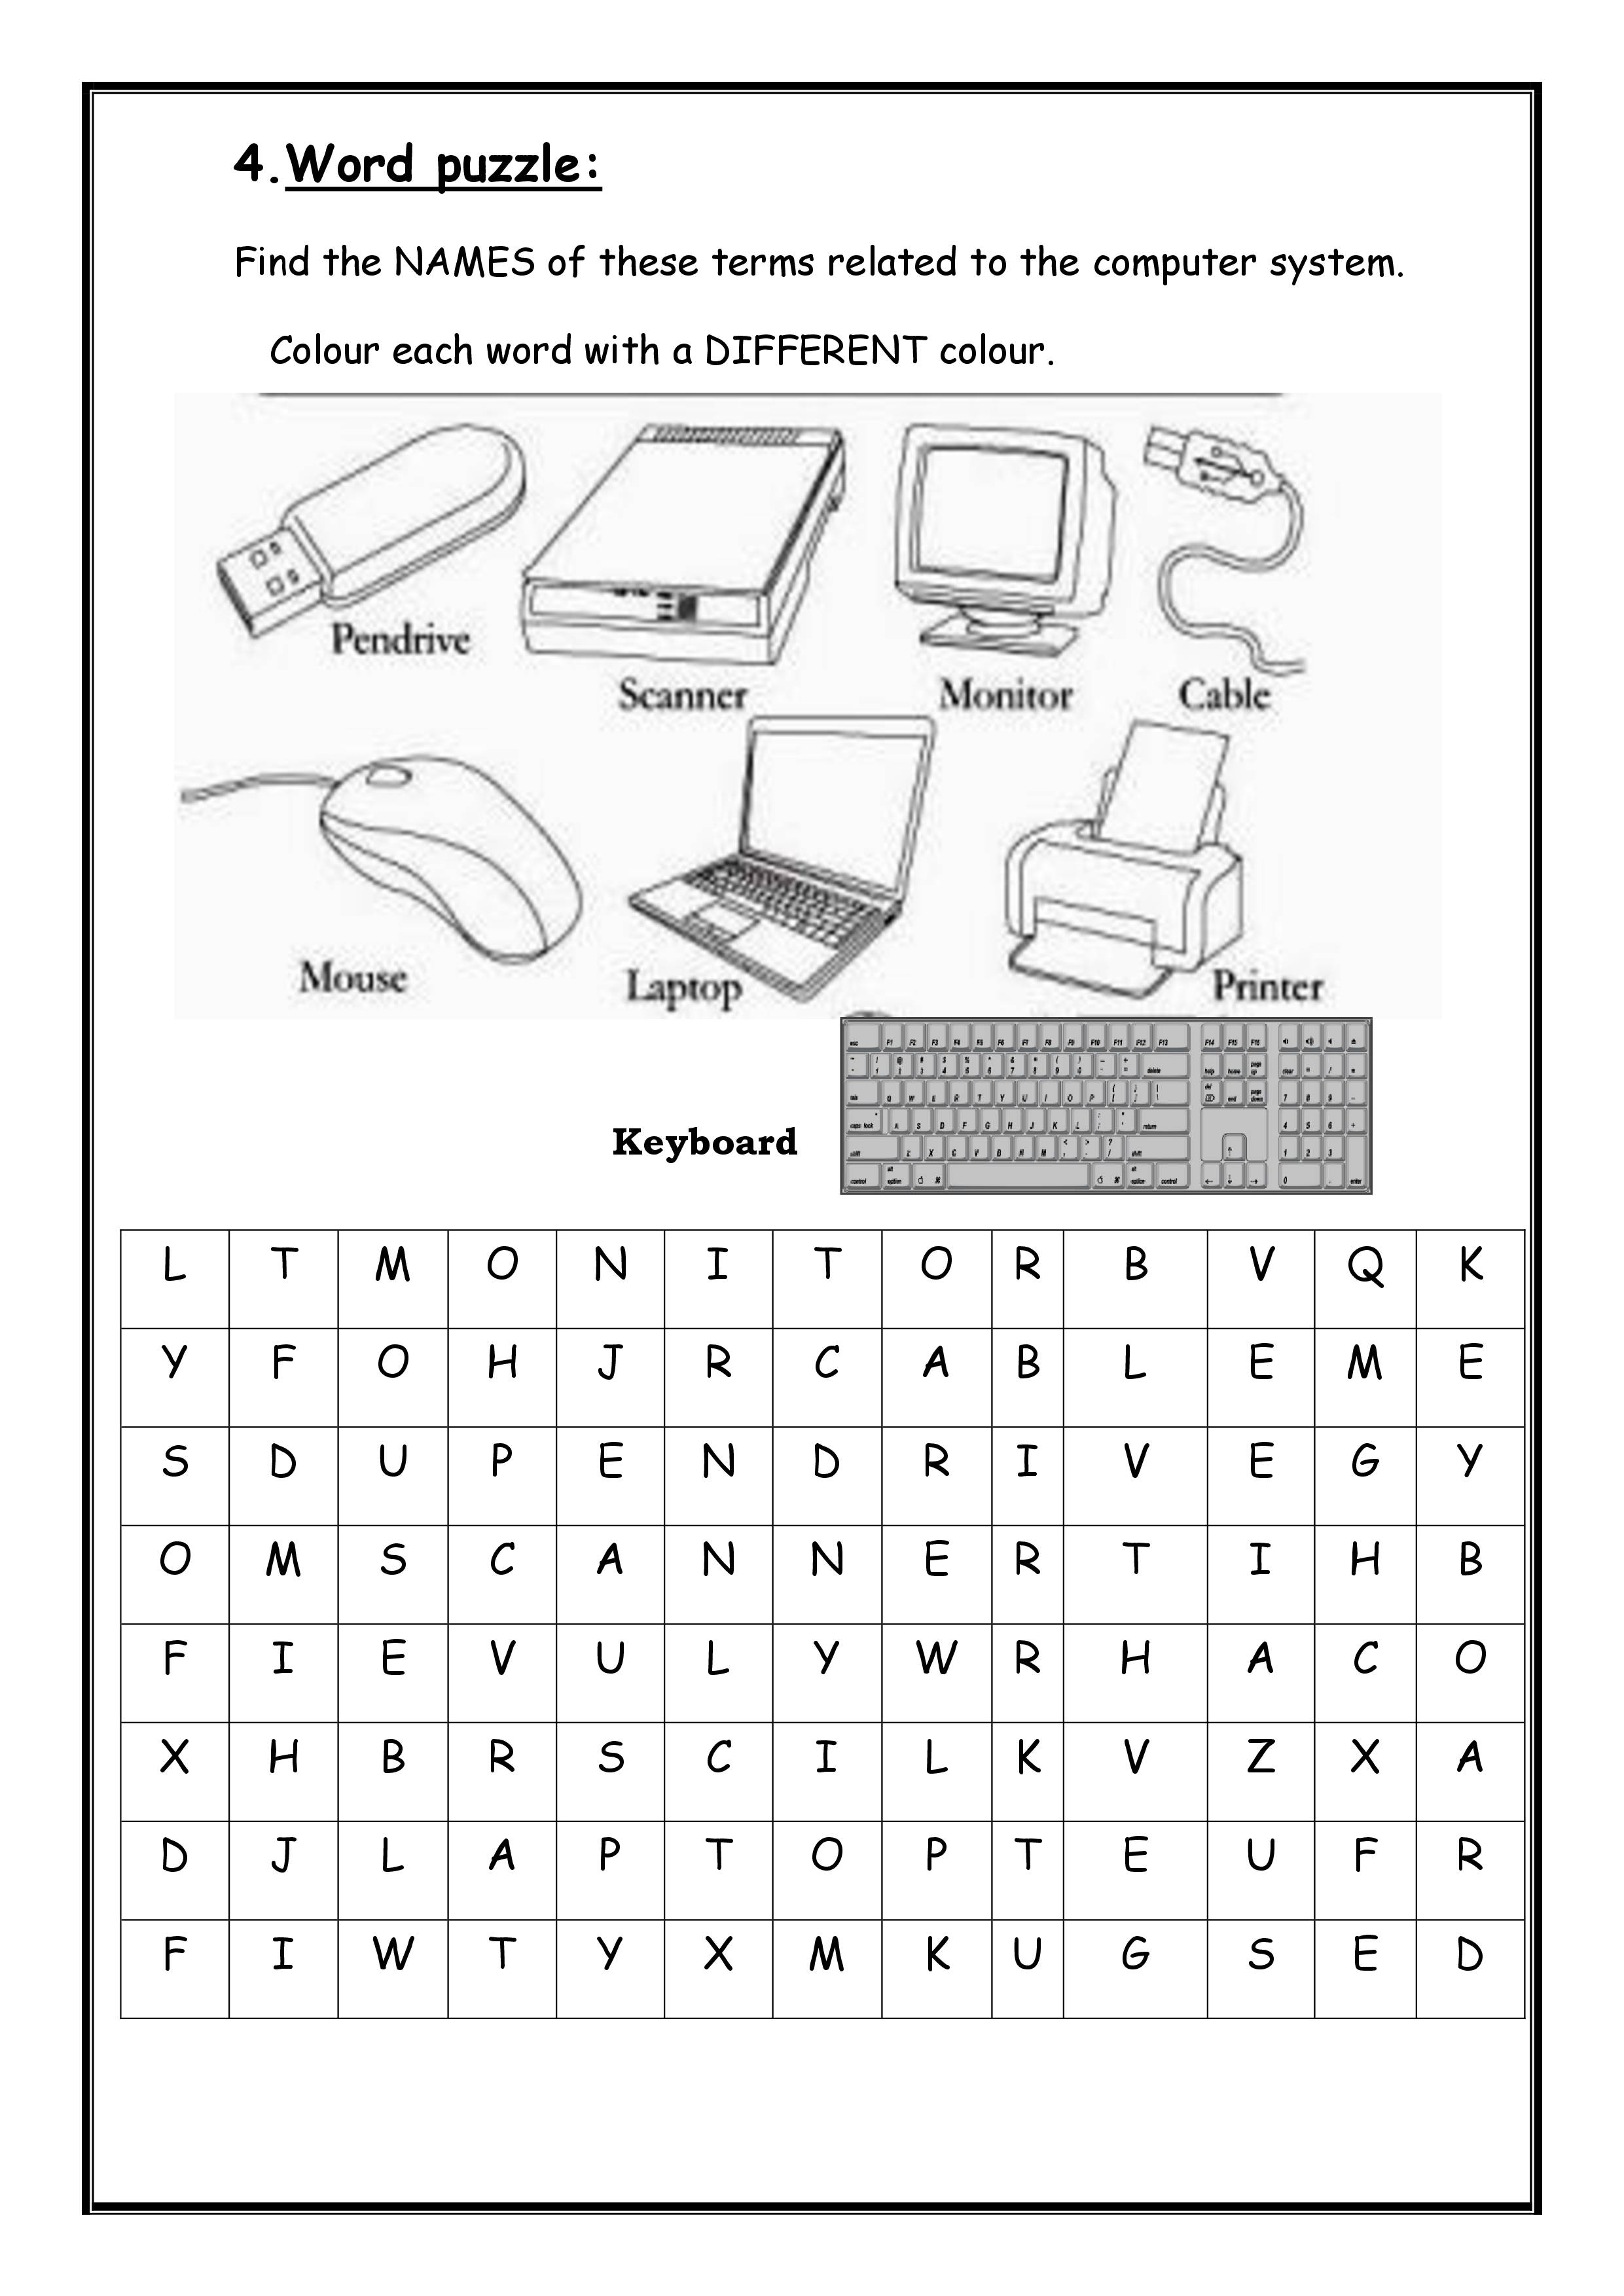 4.Word puzzle:
Find the NAMES of these terms related to the computer system.
Colour each word with a DIFFERENT colour.
Pendrive
Scanner
Monitor
Cable
Mouse
Laptop
Printer
Keyboard
L T M O N I T O R B V Q K
Y F O H J R C A B L E M E
S D U P E N D R I V E G Y
O M S C A N N E R T I H B
F I E V U L Y W R H A C O
X H B R S C I L K V Z X A
D J L A P T O P T E U F R
F I W T Y X M K U G S E D